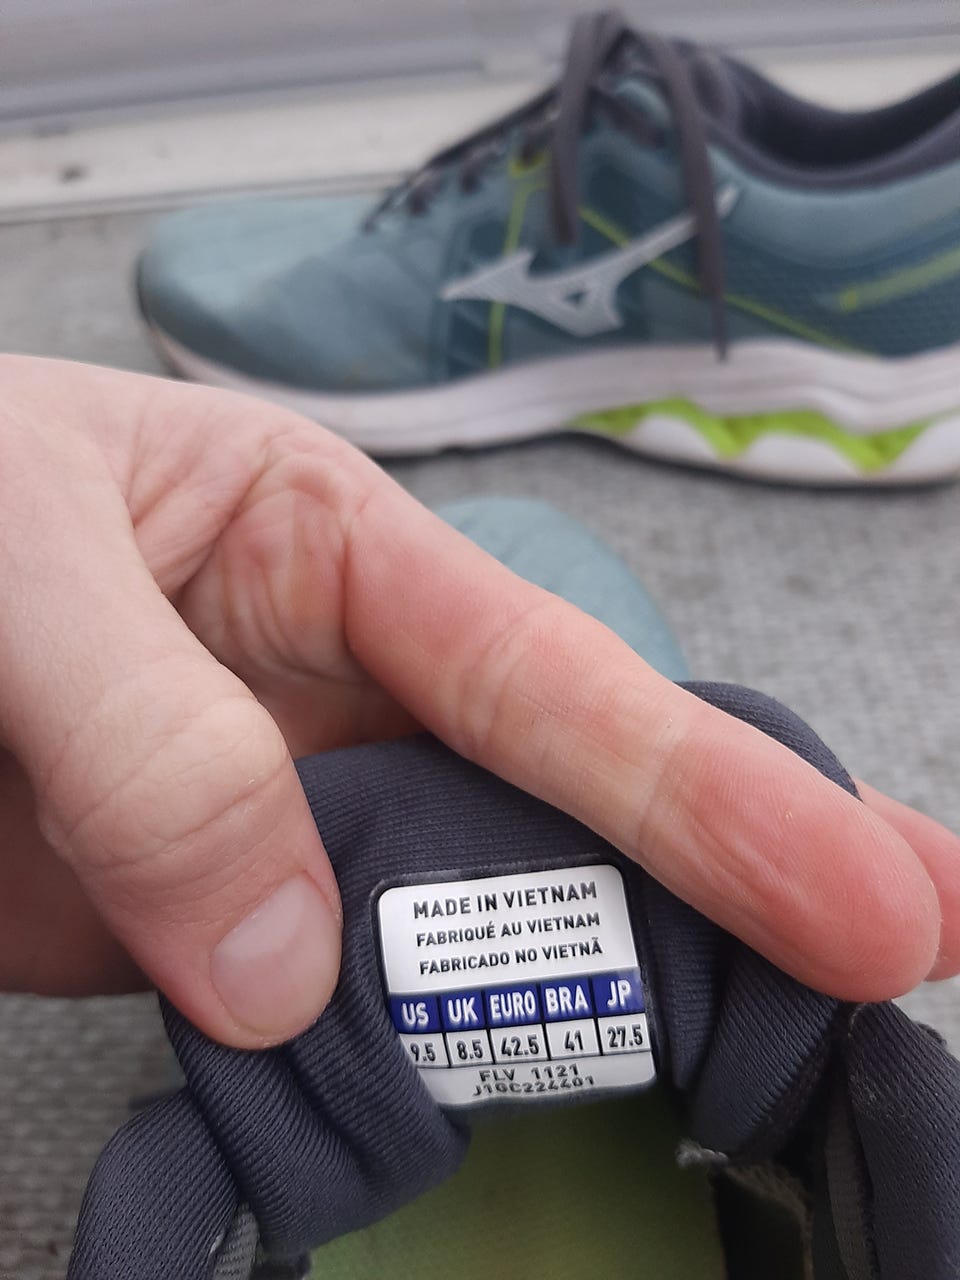 MADE IN VIETNAM
FABRIQUÉ AU VIETNAM
FABRICADO NO VIETNÃ
US UK EURO BRA JP
9.5 8.5 42.5 41 27.5
FLV 1121
J1GC224401